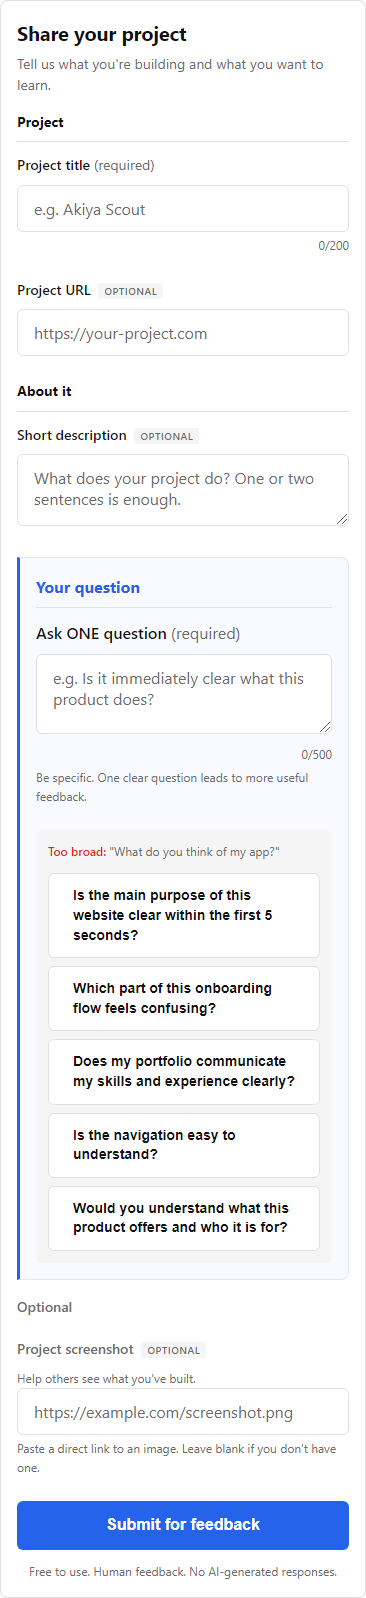 Share your project
Tell us what you're building and what you want to
learn.
Project
Project title (required)
e.g. Akiya Scout
0/200
Project URL OPTIONAL
https://your-project.com
About it
Short description OPTIONAL
What does your project do? One or two
sentences is enough.
Your question
Ask ONE question (required)
e.g. Is it immediately clear what this
product does?
0/500
Be specific. One clear question leads to more useful
feedback.
Too broad: "What do you think of my app?"
Is the main purpose of this
website clear within the first 5
seconds?
Which part of this onboarding
flow feels confusing?
Does my portfolio communicate
my skills and experience clearly?
Is the navigation easy to
understand?
Would you understand what this
product offers and who it is for?
Optional
Project screenshot OPTIONAL
Help others see what you've built.
https://example.com/screenshot.png
Paste a direct link to an image. Leave blank if you don't have
one.
Submit for feedback
Free to use. Human feedback. No AI-generated responses.